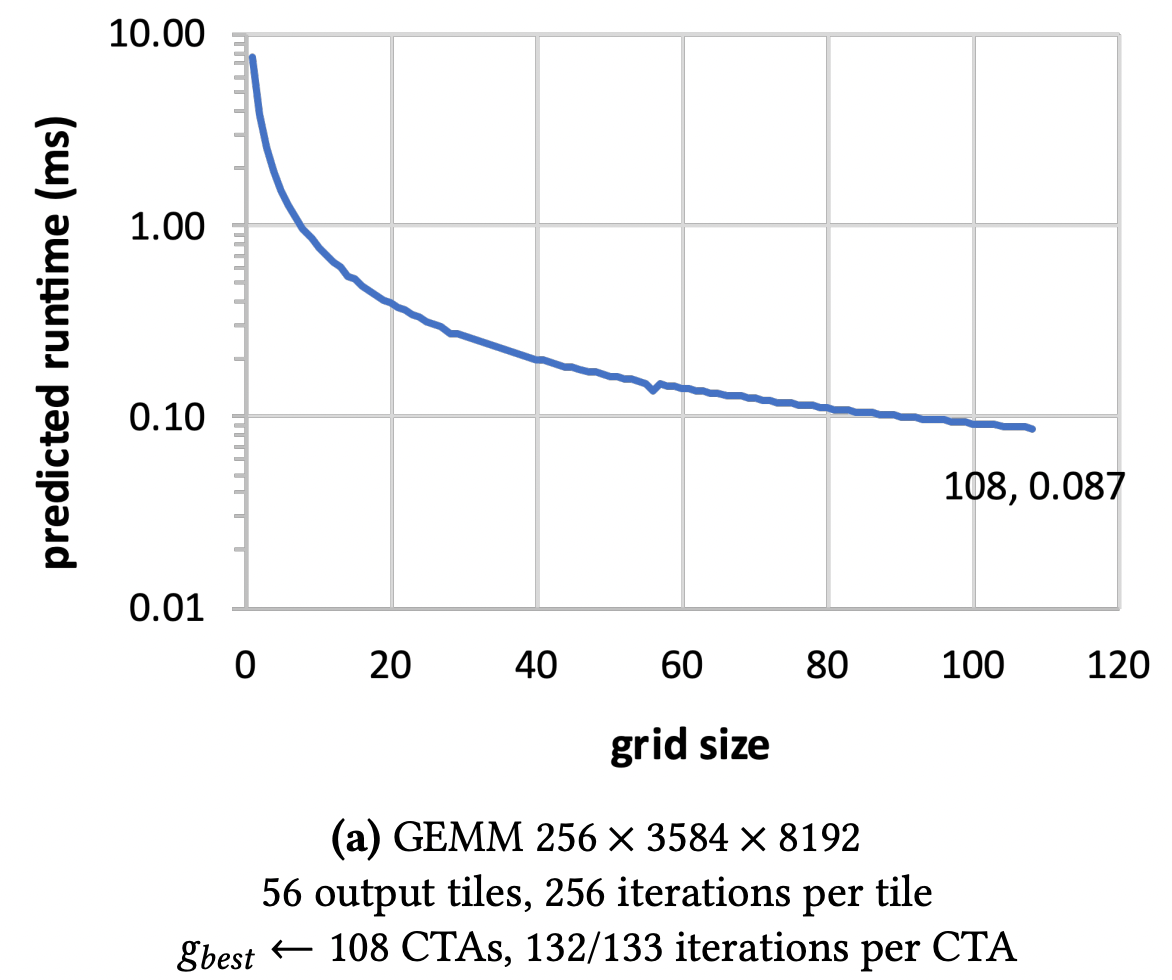 10.00
1.00
0.10
0.01
predicted runtime (ms)
108, 0.087
0 20 40 60 80 100 120
grid size
(a) GEMM 256 × 3584 × 8192
56 output tiles, 256 iterations per tile
g_best ← 108 CTAs, 132/133 iterations per CTA